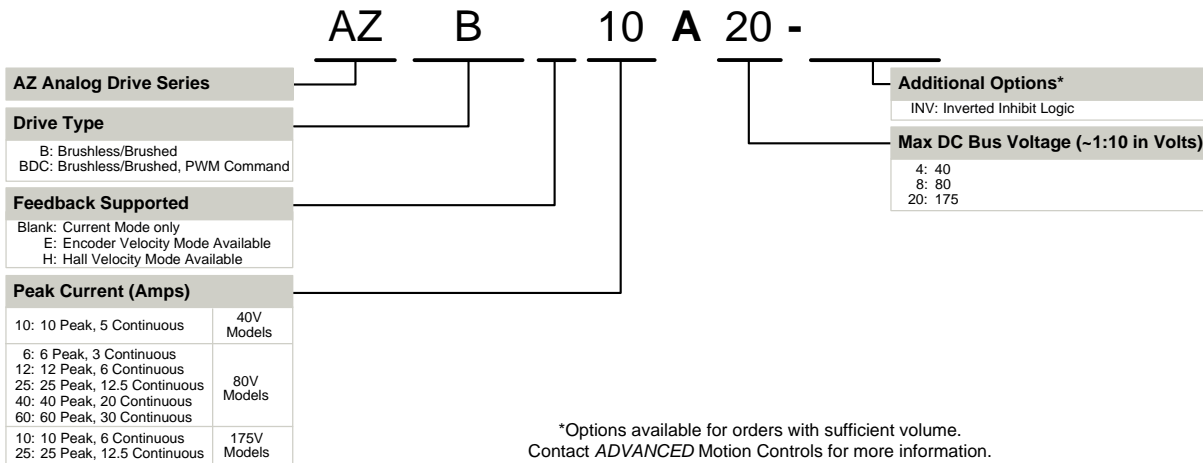 AZ B 10 A 20 -
AZ Analog Drive Series
Drive Type
B: Brushless/Brushed
BDC: Brushless/Brushed, PWM Command
Feedback Supported
Blank: Current Mode only
E: Encoder Velocity Mode Available
H: Hall Velocity Mode Available
Peak Current (Amps)
10: 10 Peak, 5 Continuous
40V
Models
6: 6 Peak, 3 Continuous
12: 12 Peak, 6 Continuous
25: 25 Peak, 12.5 Continuous
40: 40 Peak, 20 Continuous
60: 60 Peak, 30 Continuous
80V
Models
10: 10 Peak, 6 Continuous
25: 25 Peak, 12.5 Continuous
175V
Models
Additional Options*
INV: Inverted Inhibit Logic
Max DC Bus Voltage (~1:10 in Volts)
4: 40
8: 80
20: 175
*Options available for orders with sufficient volume.
Contact ADVANCED Motion Controls for more information.